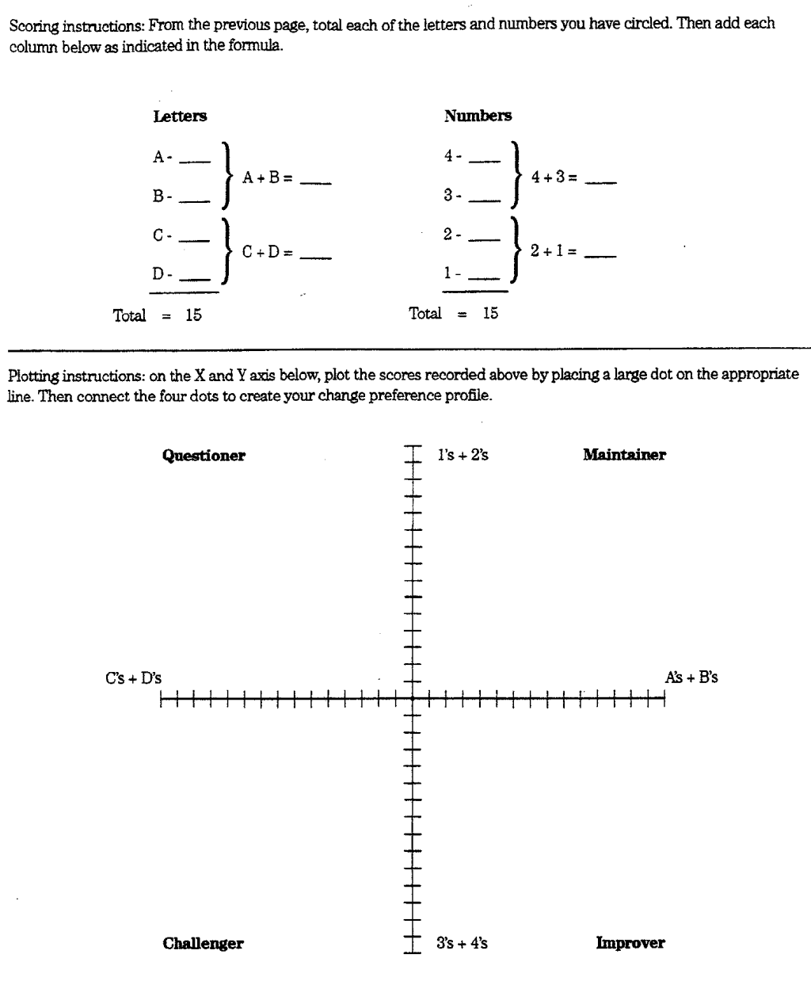 Scoring instructions: From the previous page, total each of the letters and numbers you have circled. Then add each
column below as indicated in the formula.
Letters Numbers
A - ___ 4 - ___
A + B = ___ 4 + 3 = ___
B - ___ 3 - ___
C - ___ 2 - ___
C + D = ___ 2 + 1 = ___
D - ___ 1 - ___
Total = 15 Total = 15
Plotting instructions: on the X and Y axis below, plot the scores recorded above by placing a large dot on the appropriate
line. Then connect the four dots to create your change preference profile.
Questioner 1's + 2's Maintainer
C's + D's A's + B's
Challenger 3's + 4's Improver